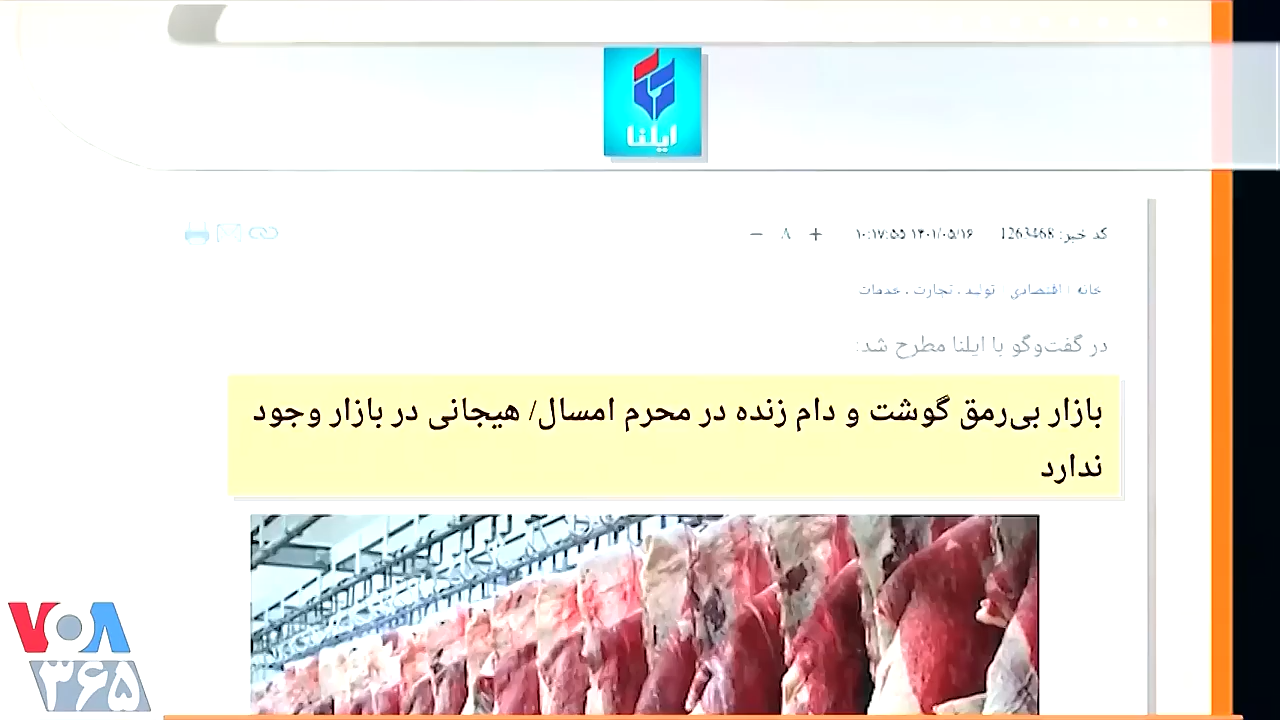 ایلنا
کد خبر: 1263468 ۱۴۰۱/۰۵/۱۶ ۱۰:۱۷:۵۵ + A −
خانه | اقتصادی تولید ، تجارت ، خدمات
در گفت‌وگو با ایلنا مطرح شد:
بازار بی‌رمق گوشت و دام زنده در محرم امسال/ هیجانی در بازار وجود
ندارد
VOA
۳۶۵